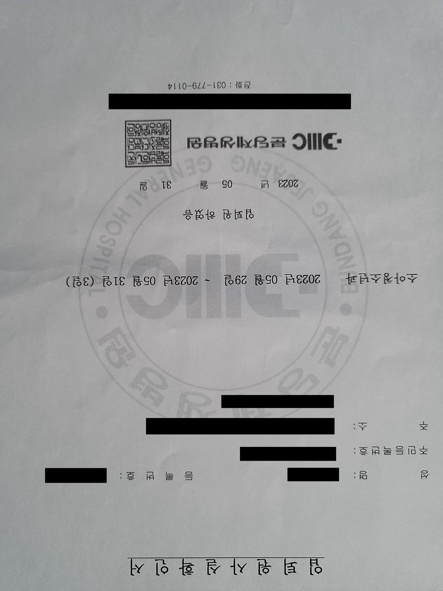 입퇴원사실확인서
성 명: 등 록 번 호:
주민등록번호:
주 소:
소아청소년과 2023년 05월 29일 ~ 2023년 05월 31일 (3일)
입퇴원 하였음
2023 년 05 월 31 일
DMC 분당제생병원
전화 : 031-779-0114
BUNDANG JESAENG GENERAL HOSPITAL